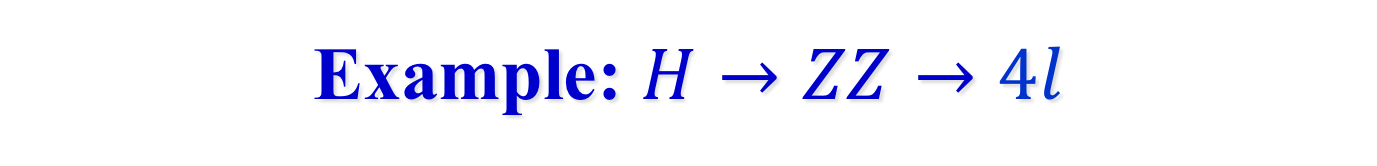 Example: 𝐻 → 𝑍𝑍 → 4𝑙